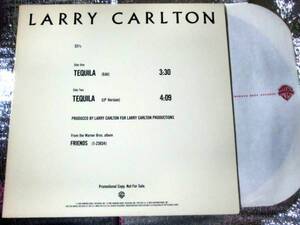 LARRY CARLTON
33⅓
Side One
TEQUILA (Edit) 3:30
Side Two
TEQUILA (LP Version) 4:09
PRODUCED BY LARRY CARLTON FOR LARRY CARLTON PRODUCTIONS
From the Warner Bros. album
FRIENDS (1-23834)
Promotional Copy. Not For Sale.